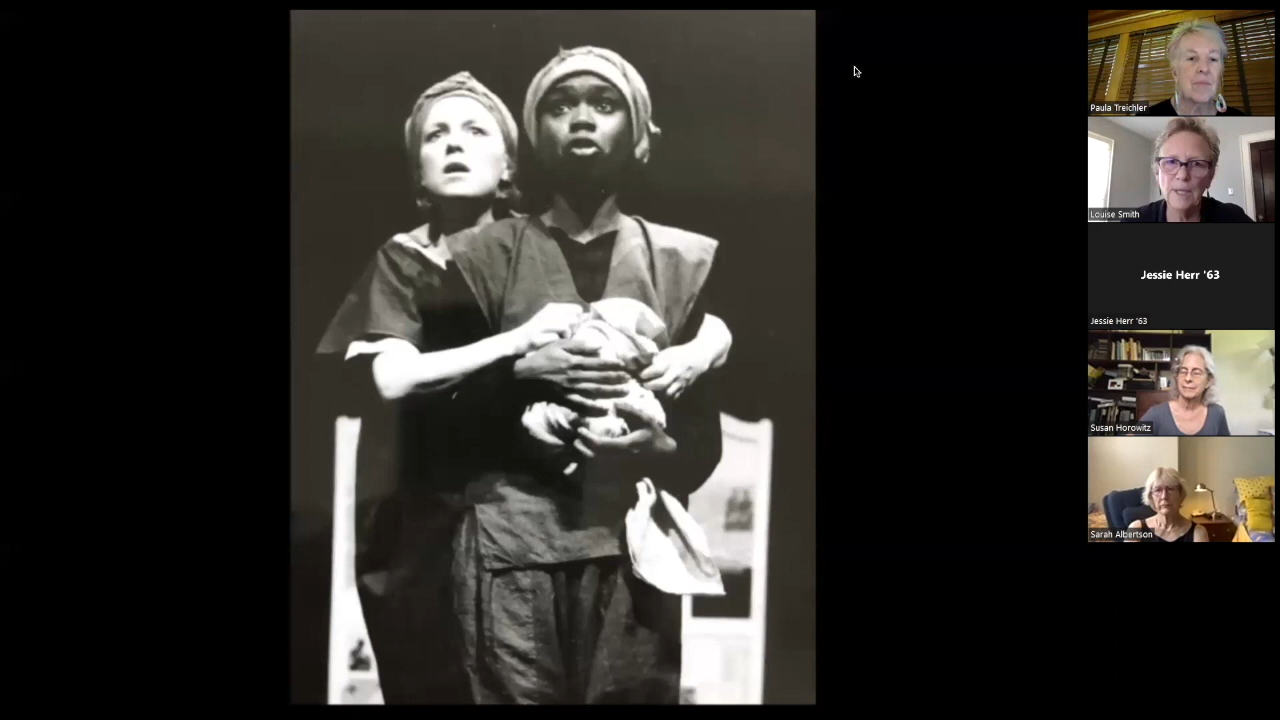 Paula Treichler
Louise Smith
Jessie Herr '63
Jessie Herr '63
Susan Horowitz
Sarah Albertson